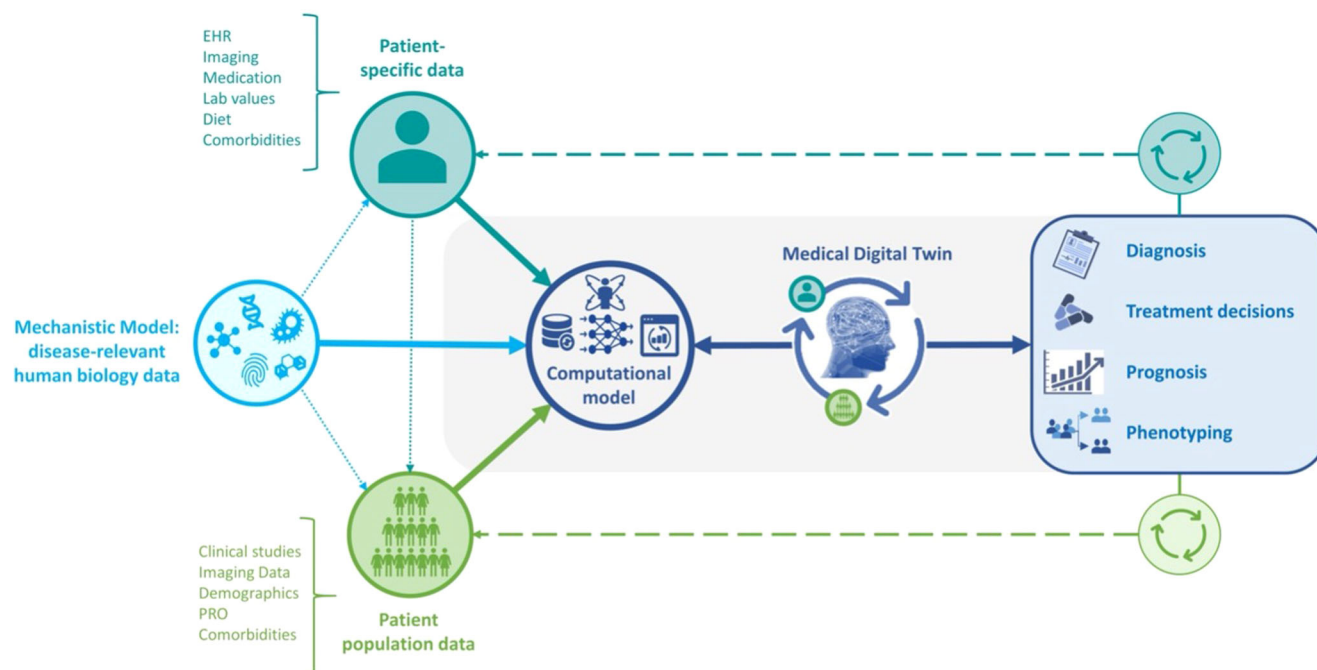 EHR
Imaging
Medication
Lab values
Diet
Comorbidities
Patient-
specific data
Mechanistic Model:
disease-relevant
human biology data
Computational
model
Medical Digital Twin
Diagnosis
Treatment decisions
Prognosis
Phenotyping
Clinical studies
Imaging Data
Demographics
PRO
Comorbidities
Patient
population data